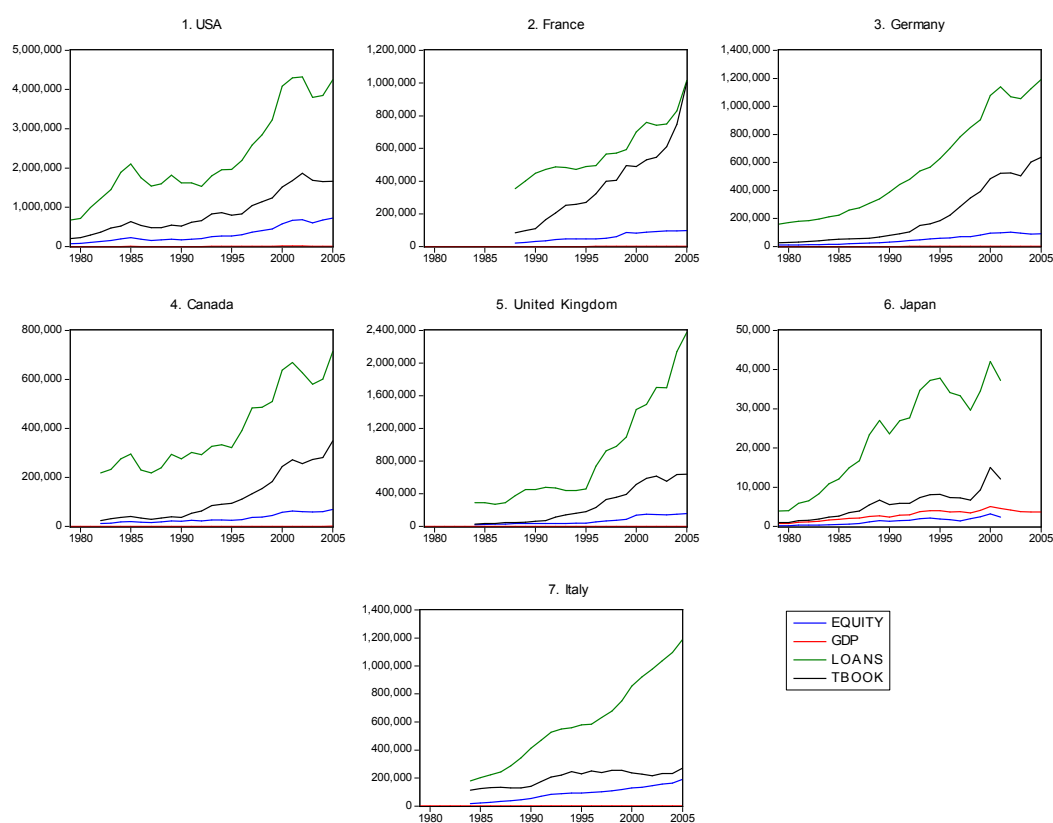 1. USA
5,000,000
4,000,000
3,000,000
2,000,000
1,000,000
0
1980 1985 1990 1995 2000 2005
2. France
1,200,000
1,000,000
800,000
600,000
400,000
200,000
0
1980 1985 1990 1995 2000 2005
3. Germany
1,400,000
1,200,000
1,000,000
800,000
600,000
400,000
200,000
0
1980 1985 1990 1995 2000 2005
4. Canada
800,000
600,000
400,000
200,000
0
1980 1985 1990 1995 2000 2005
5. United Kingdom
2,400,000
2,000,000
1,600,000
1,200,000
800,000
400,000
0
1980 1985 1990 1995 2000 2005
6. Japan
50,000
40,000
30,000
20,000
10,000
0
1980 1985 1990 1995 2000 2005
7. Italy
1,400,000
1,200,000
1,000,000
800,000
600,000
400,000
200,000
0
1980 1985 1990 1995 2000 2005
EQUITY
GDP
LOANS
TBOOK